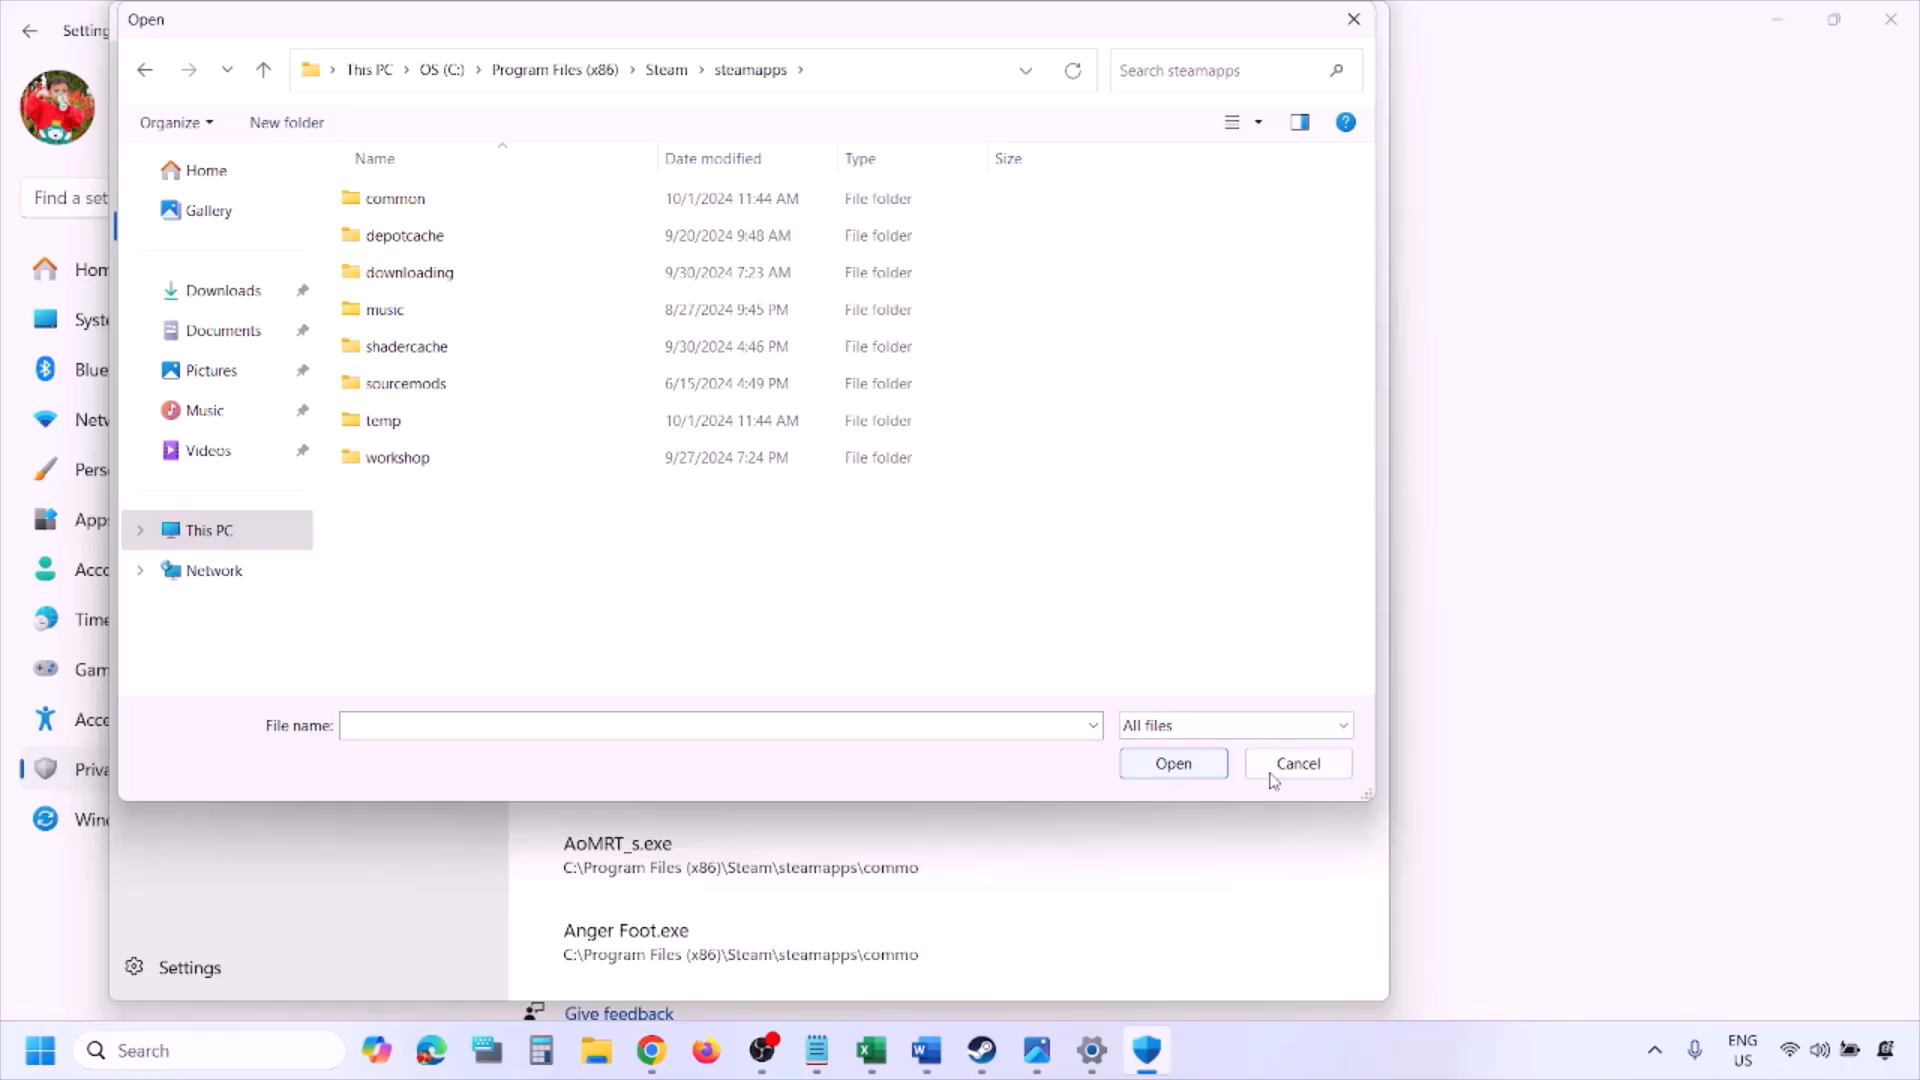 Open
Setting
This PC > OS (C:) > Program Files (x86) > Steam > steamapps >
Search steamapps
Organize
New folder
?
Name
Date modified
Type
Size
Home
Gallery
Downloads
Documents
Pictures
Music
Videos
This PC
Network
common 10/1/2024 11:44 AM File folder
depotcache 9/20/2024 9:48 AM File folder
downloading 9/30/2024 7:23 AM File folder
music 8/27/2024 9:45 PM File folder
shadercache 9/30/2024 4:46 PM File folder
sourcemods 6/15/2024 4:49 PM File folder
temp 10/1/2024 11:44 AM File folder
workshop 9/27/2024 7:24 PM File folder
Find a set
Hom
Syste
Blue
Netw
Perso
Apps
Acco
Time
Gam
Acce
Priva
Wind
File name:
All files
Open
Cancel
AoMRT_s.exe
C:\Program Files (x86)\Steam\steamapps\commo
Anger Foot.exe
C:\Program Files (x86)\Steam\steamapps\commo
Settings
Give feedback
Search
ENG
US